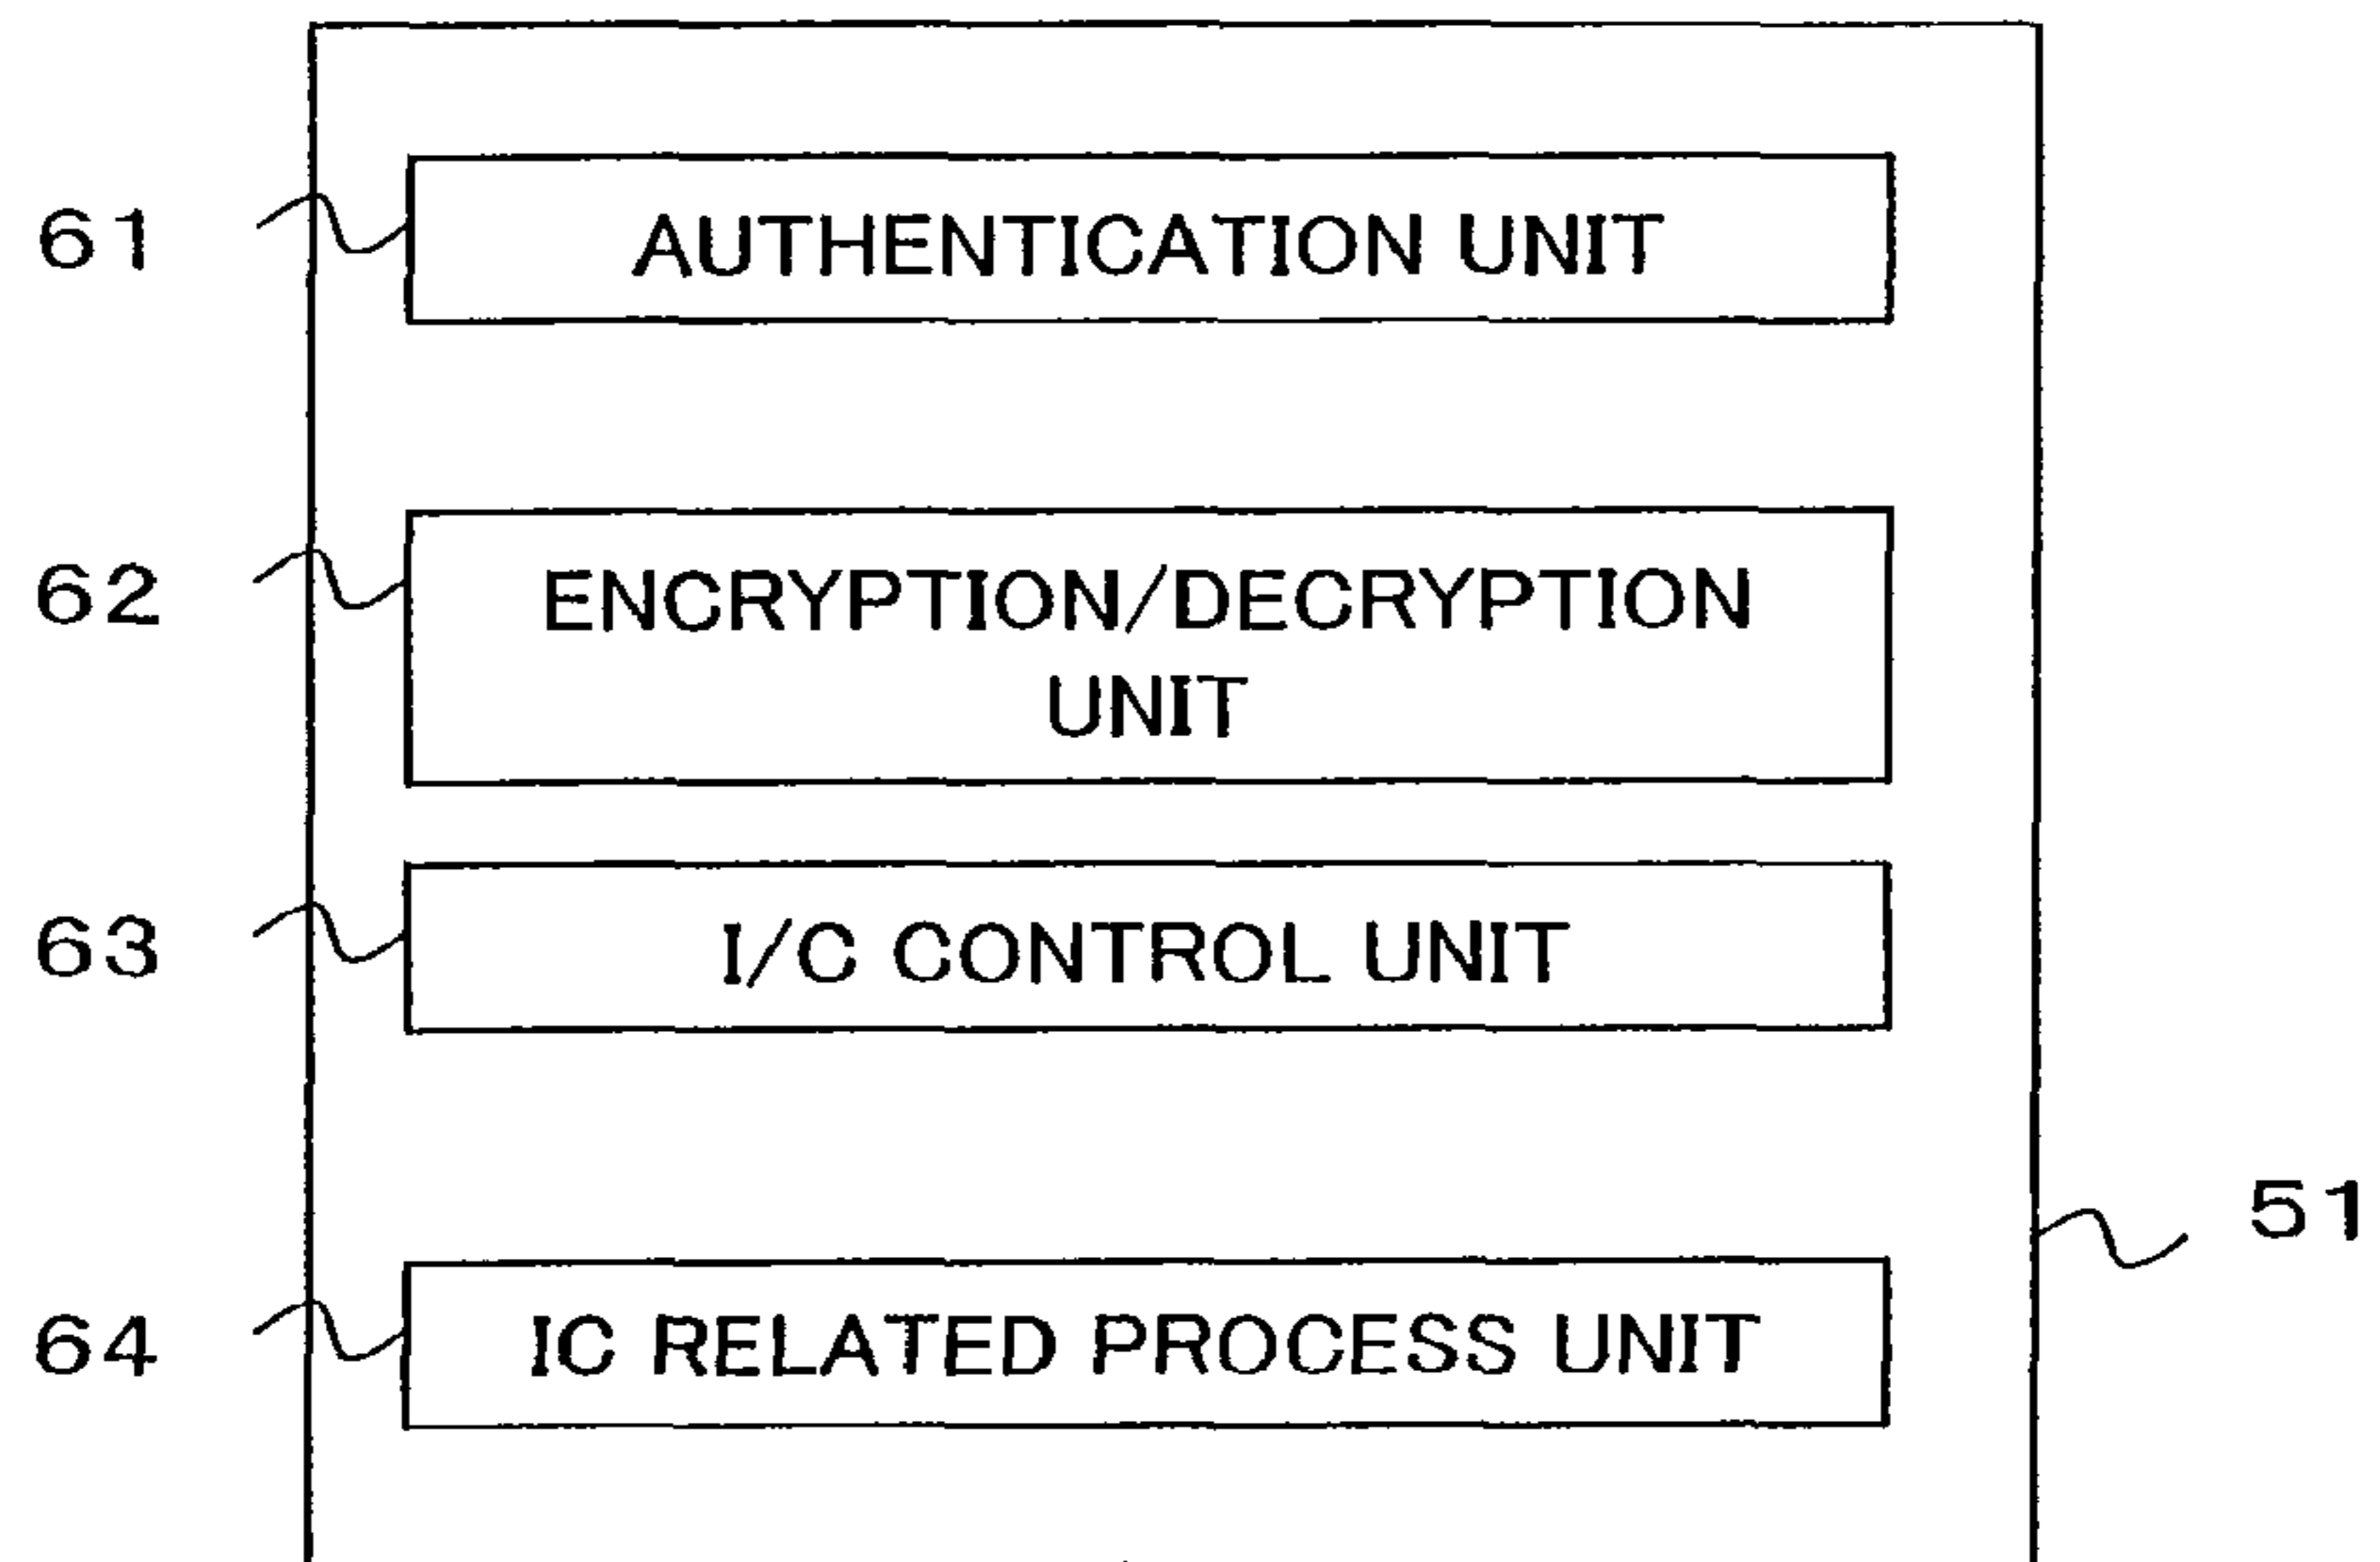 61 AUTHENTICATION UNIT
62 ENCRYPTION/DECRYPTION
UNIT
63 I/C CONTROL UNIT
51
64 IC RELATED PROCESS UNIT